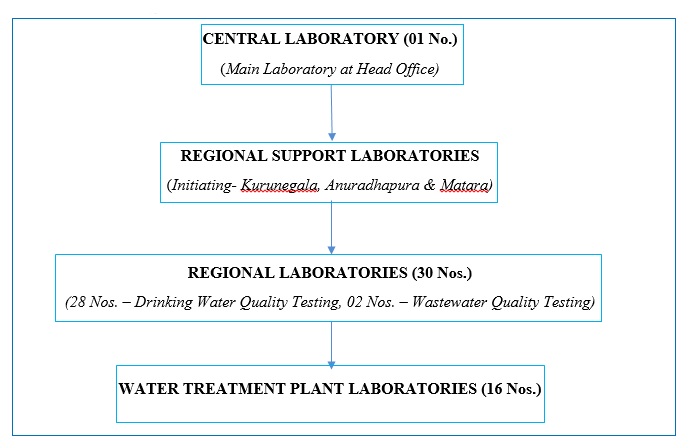 CENTRAL LABORATORY (01 No.)
(Main Laboratory at Head Office)
REGIONAL SUPPORT LABORATORIES
(Initiating- Kurunegala, Anuradhapura & Matara)
REGIONAL LABORATORIES (30 Nos.)
(28 Nos. – Drinking Water Quality Testing, 02 Nos. – Wastewater Quality Testing)
WATER TREATMENT PLANT LABORATORIES (16 Nos.)